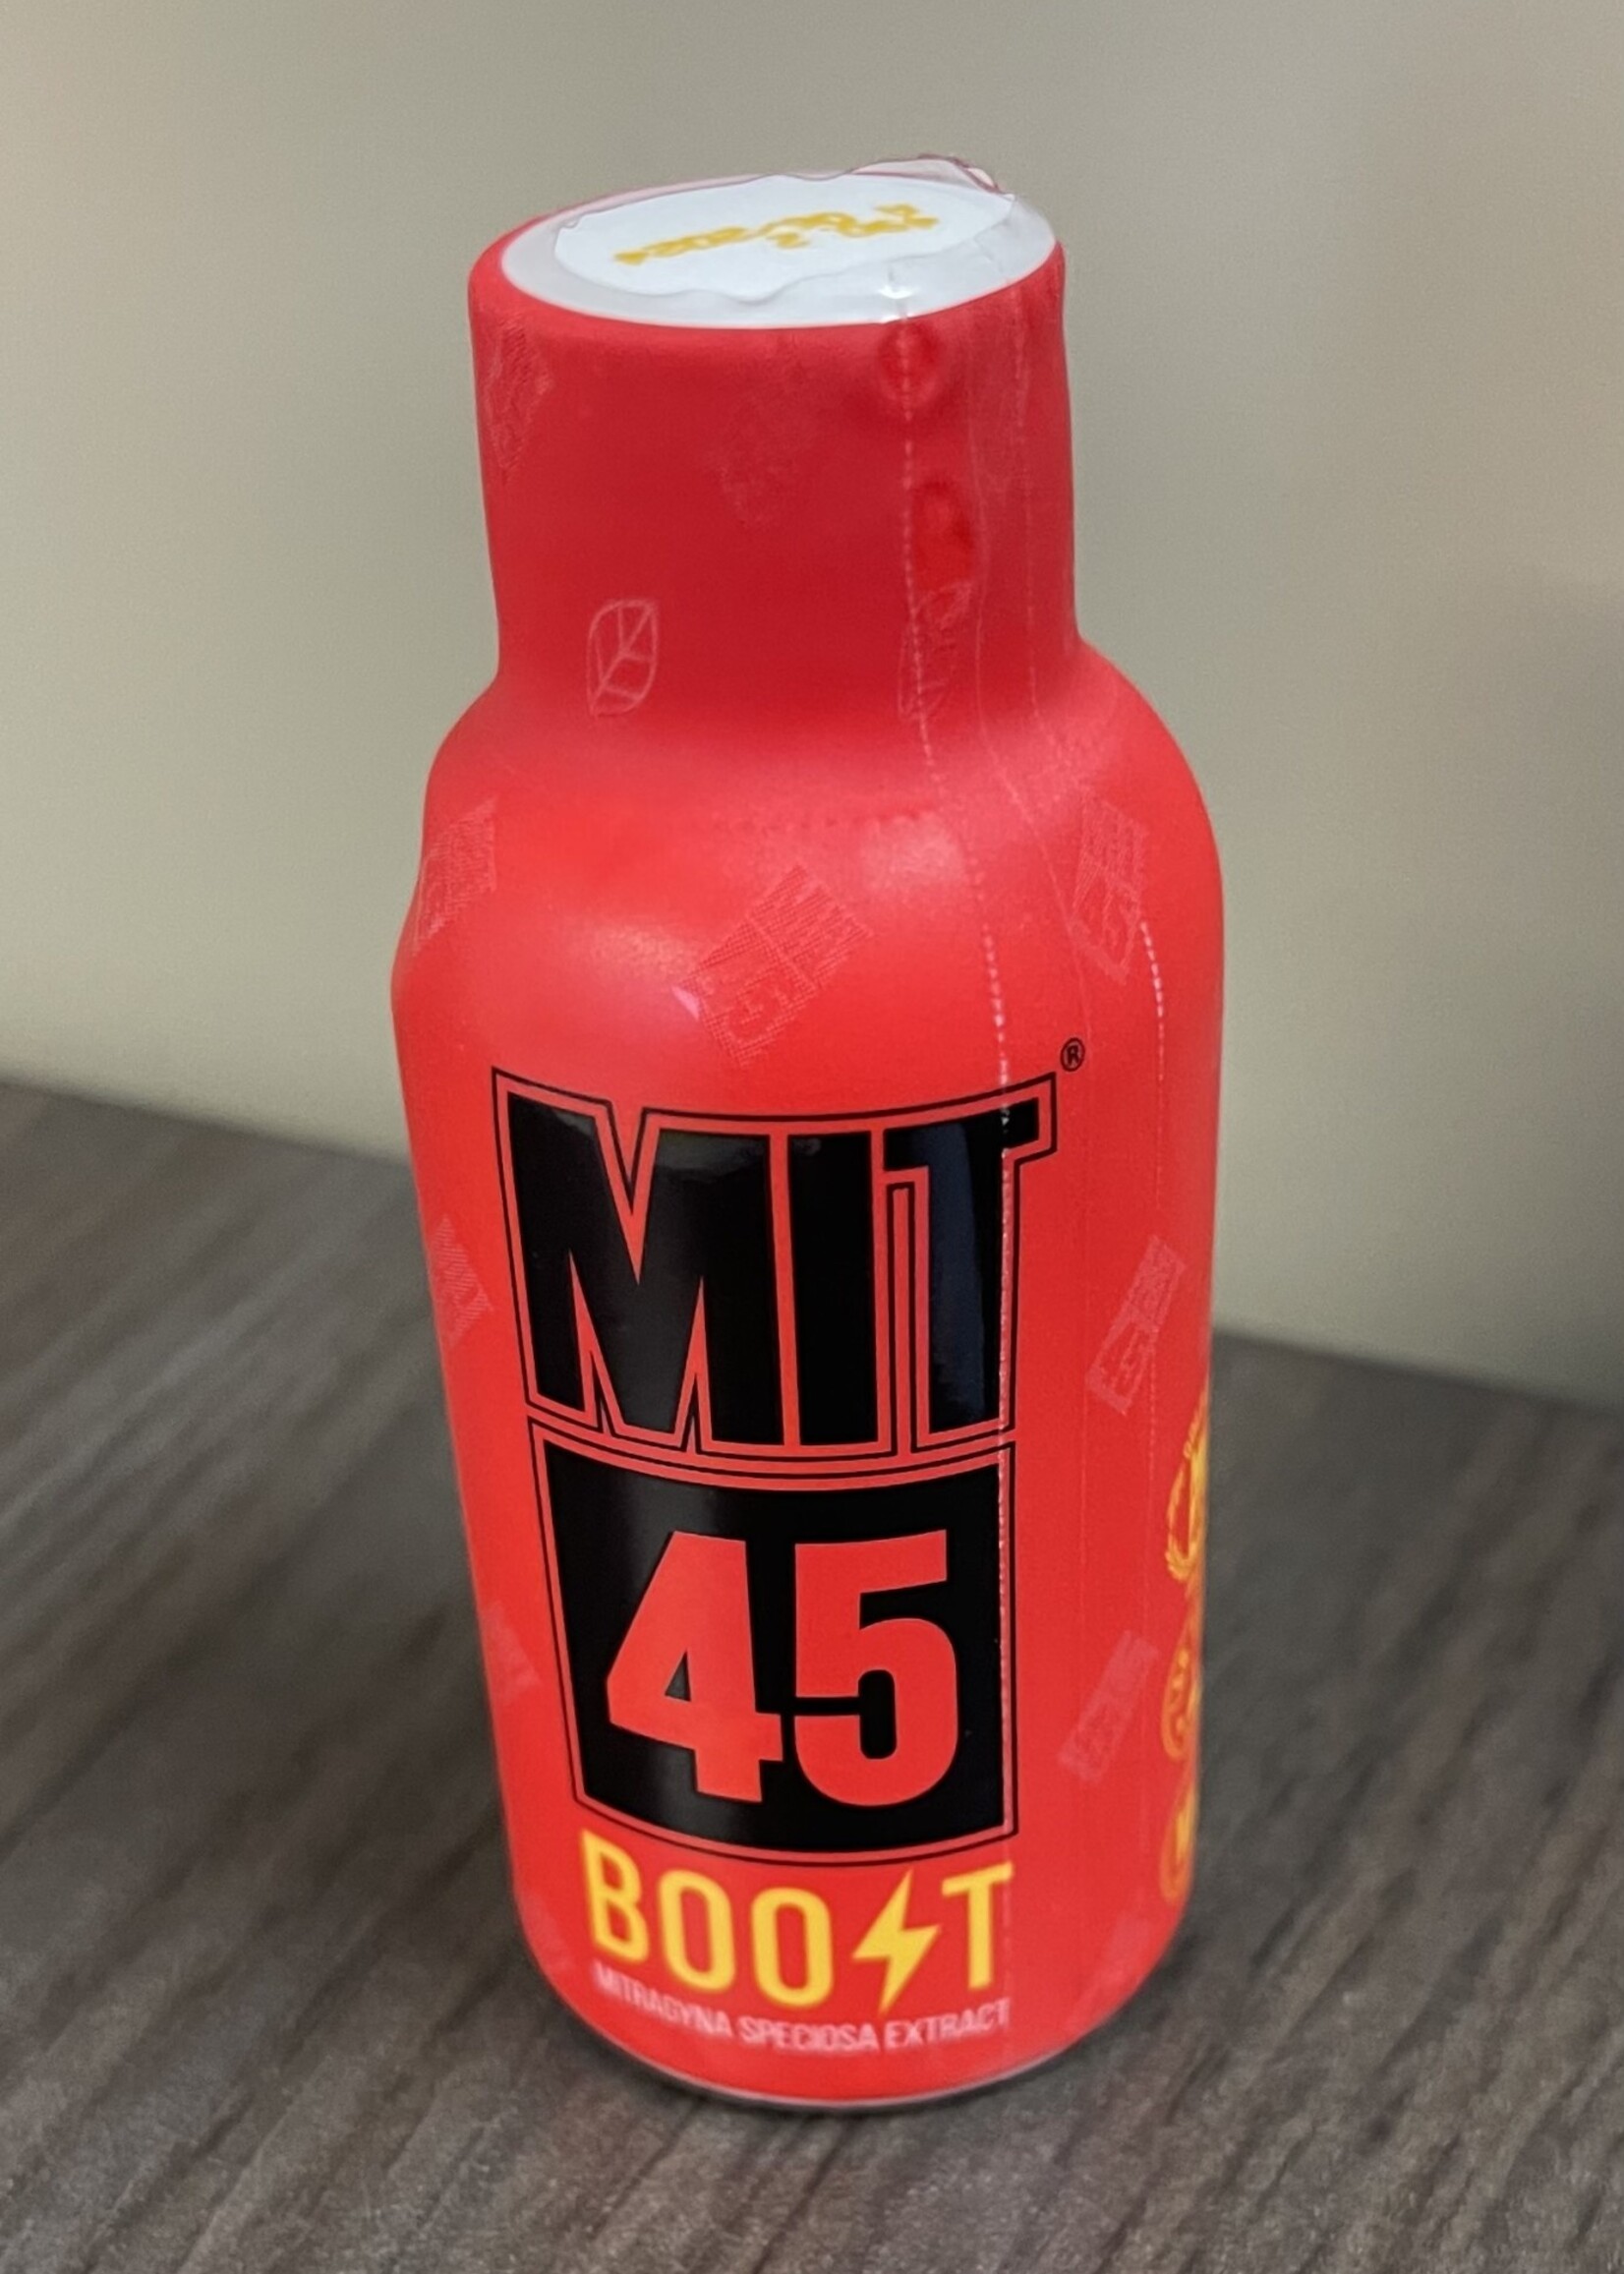 MIT®
45
BOOST
MITRAGYNA SPECIOSA EXTRACT